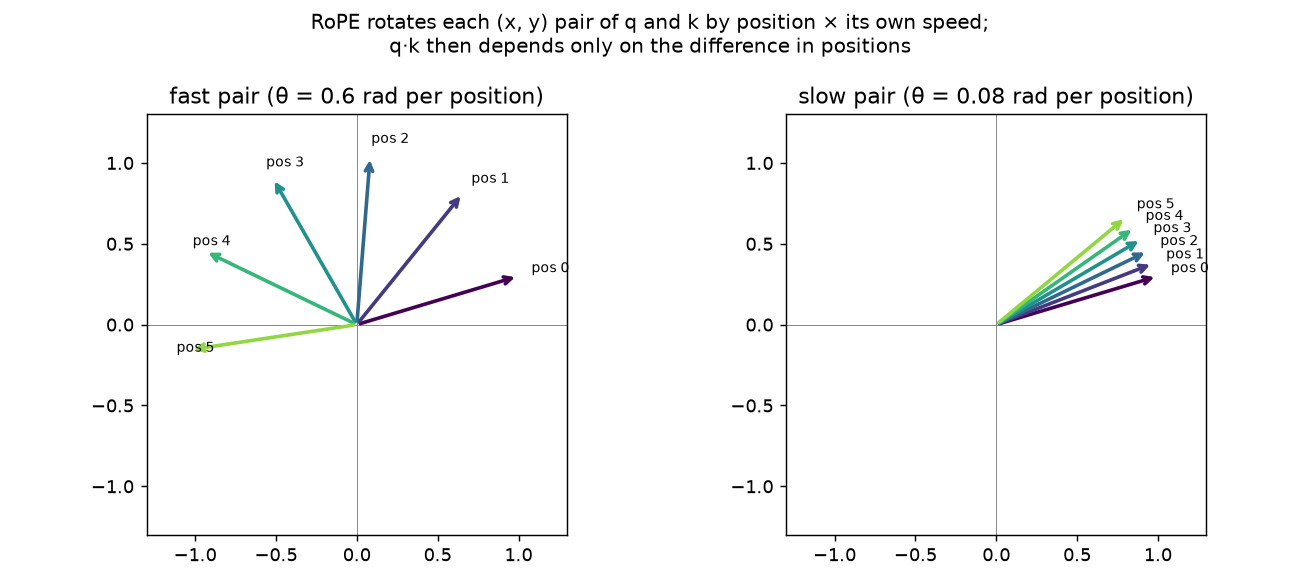 RoPE rotates each (x, y) pair of q and k by position × its own speed;
q·k then depends only on the difference in positions
fast pair (θ = 0.6 rad per position)
pos 2
pos 3
1.0
pos 1
pos 4
0.5
pos 0
0.0
pos 5
−0.5
−1.0
−1.0 −0.5 0.0 0.5 1.0
slow pair (θ = 0.08 rad per position)
1.0
pos 5
pos 4
pos 3
pos 2
0.5
pos 1
pos 0
0.0
−0.5
−1.0
−1.0 −0.5 0.0 0.5 1.0